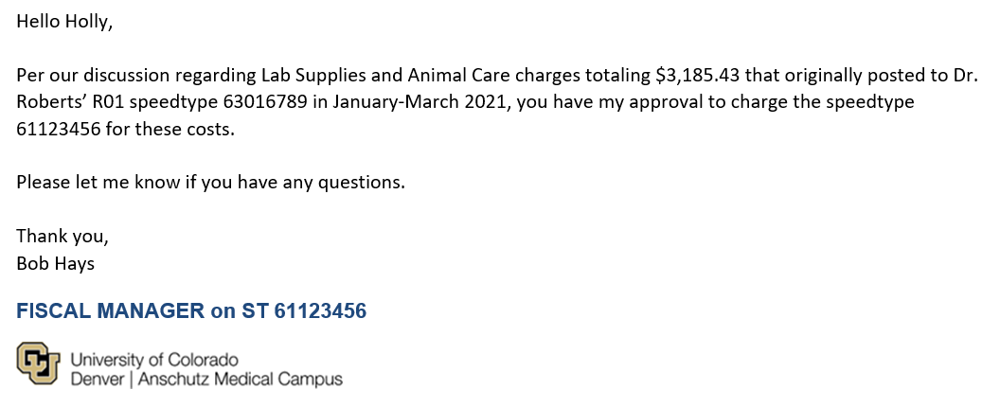 Hello Holly,
Per our discussion regarding Lab Supplies and Animal Care charges totaling $3,185.43 that originally posted to Dr.
Roberts’ R01 speedtype 63016789 in January-March 2021, you have my approval to charge the speedtype
61123456 for these costs.
Please let me know if you have any questions.
Thank you,
Bob Hays
FISCAL MANAGER on ST 61123456
University of Colorado
Denver | Anschutz Medical Campus